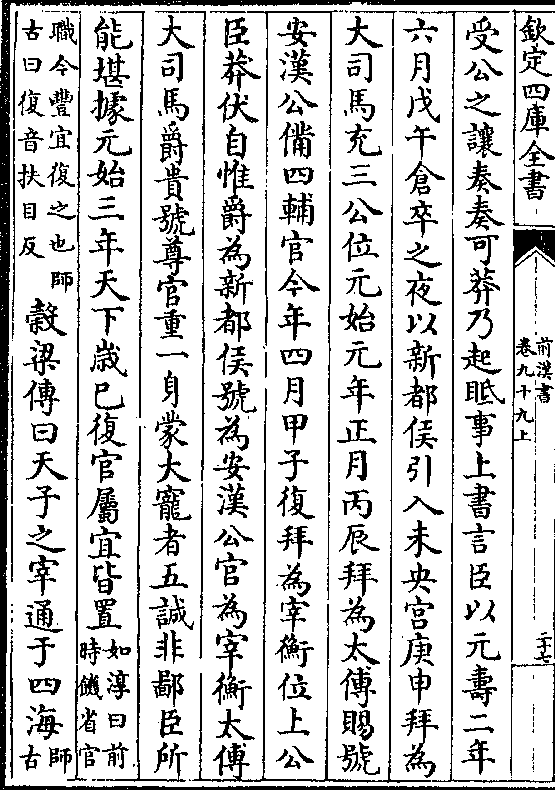 欽定四庫全書
前漢書
卷九十九上
二十七
受公之讓奏奏可莽乃起眡事上書言臣以元壽二年
六月戊午倉卒之夜以新都侯引入未央宫庚申拜為
大司馬充三公位元始元年正月丙辰拜為太傅賜號
安漢公備四輔官今年四月甲子復拜為宰衡位上公
臣莽伏自惟爵為新都侯號為安漢公官為宰衡太傅
大司馬爵貴號尊官重一身蒙大寵者五誠非鄙臣所
能堪據元始三年天下歲已復官屬宜皆置如淳曰前時饑省官
職今豐宜復之也師古曰復音扶目反穀梁傳曰天子之宰通于四海師古